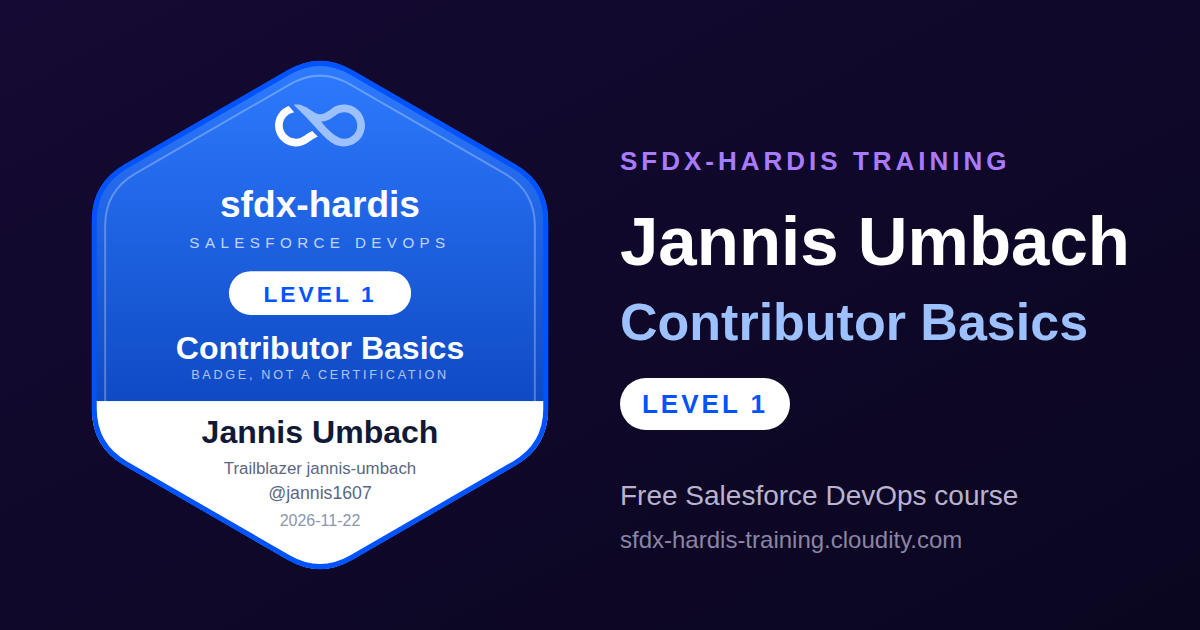 sfdx-hardis
SALESFORCE DEVOPS
LEVEL 1
Contributor Basics
BADGE, NOT A CERTIFICATION
Jannis Umbach
Trailblazer jannis-umbach
@jannis1607
2026-11-22
SFDX-HARDIS TRAINING
Jannis Umbach
Contributor Basics
LEVEL 1
Free Salesforce DevOps course
sfdx-hardis-training.cloudity.com